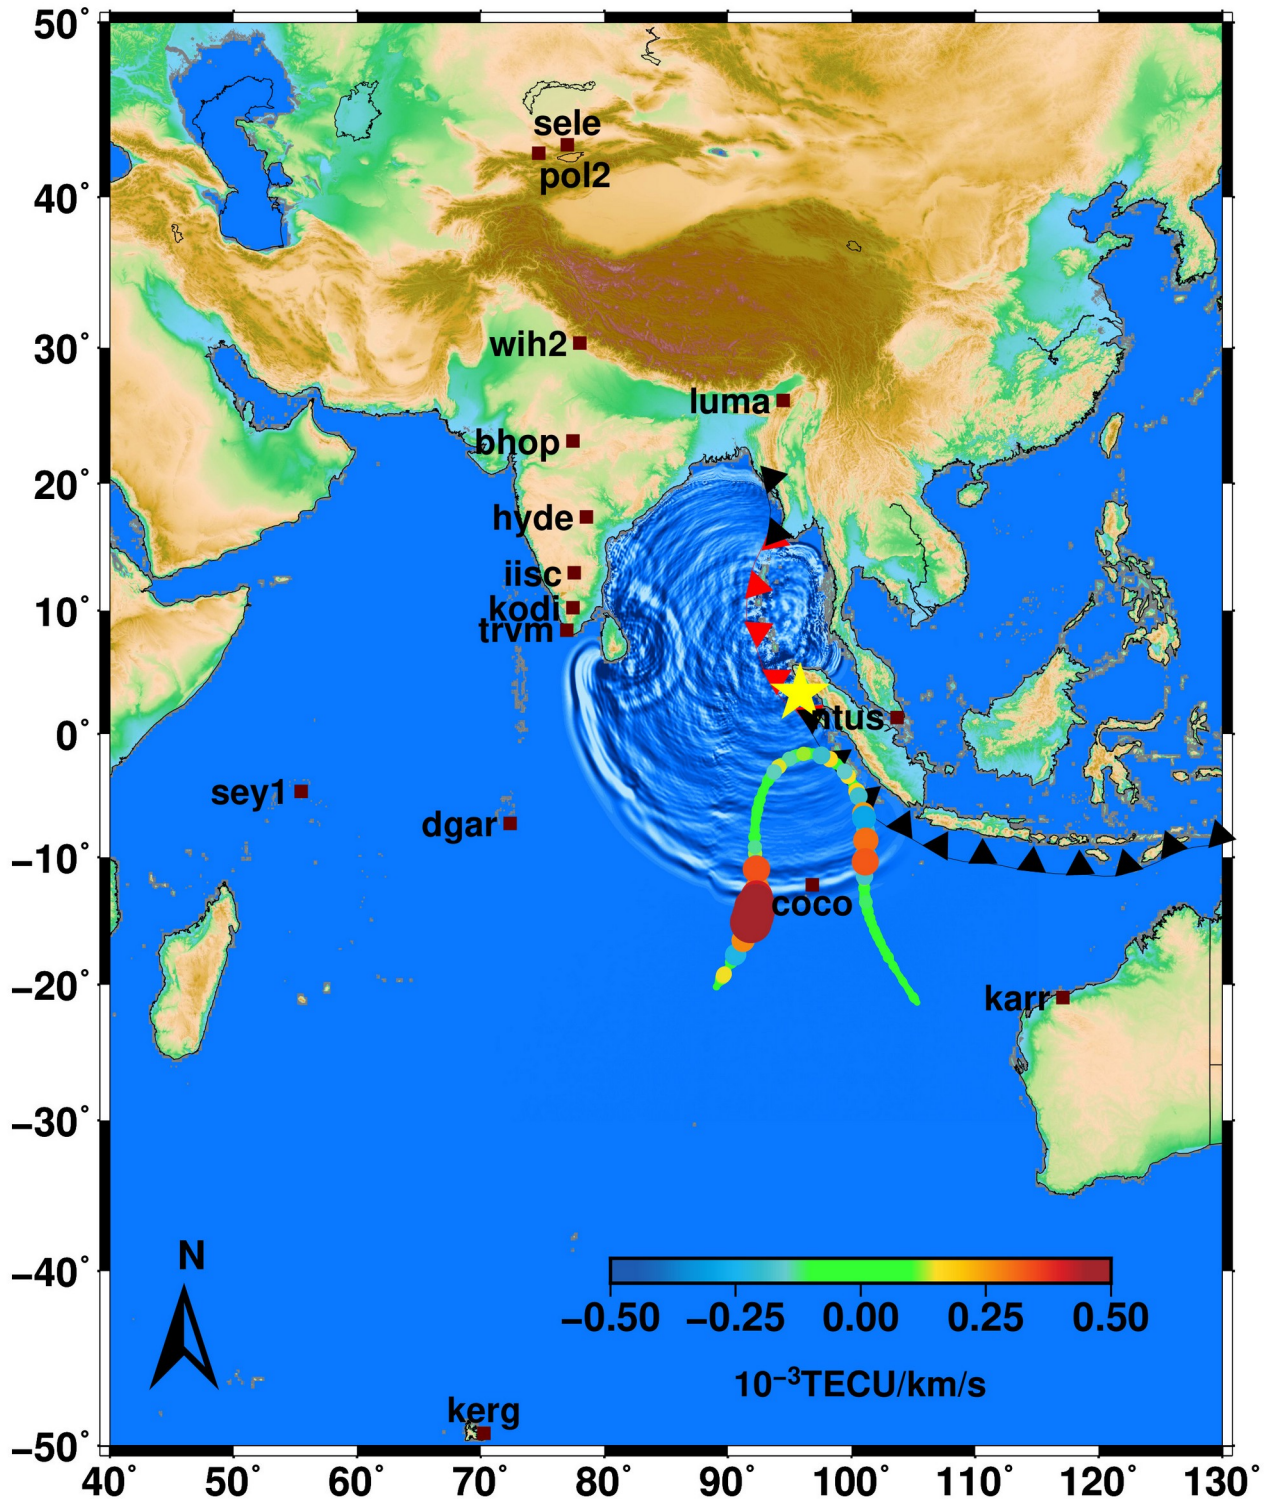 50°
40°
30°
20°
10°
0°
−10°
−20°
−30°
−40°
−50°
sele
pol2
wih2
luma
bhop
hyde
iisc
kodi
trvm
ntus
sey1
dgar
coco
karr
N
−0.50 −0.25 0.00 0.25 0.50
10⁻³TECU/km/s
kerg
40° 50° 60° 70° 80° 90° 100° 110° 120° 130°